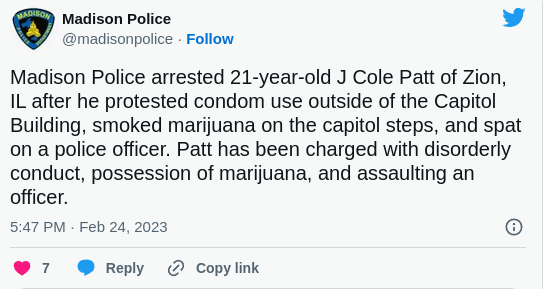 MADISON
Madison Police
@madisonpolice · Follow
Madison Police arrested 21-year-old J Cole Patt of Zion,
IL after he protested condom use outside of the Capitol
Building, smoked marijuana on the capitol steps, and spat
on a police officer. Patt has been charged with disorderly
conduct, possession of marijuana, and assaulting an
officer.
5:47 PM · Feb 24, 2023
7 Reply Copy link